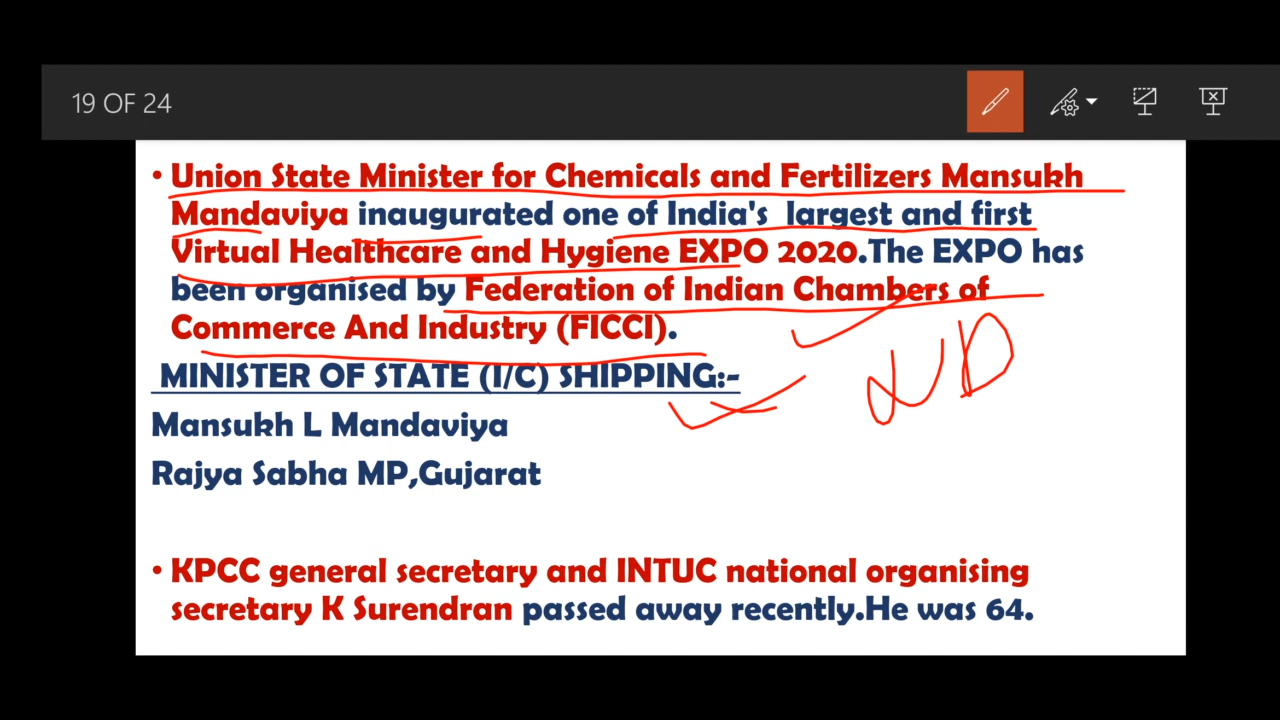 19 OF 24
• Union State Minister for Chemicals and Fertilizers Mansukh
Mandaviya inaugurated one of India's largest and first
Virtual Healthcare and Hygiene EXPO 2020.The EXPO has
been organised by Federation of Indian Chambers of
Commerce And Industry (FICCI).
ND
MINISTER OF STATE (I/C) SHIPPING:-
Mansukh L Mandaviya
Rajya Sabha MP,Gujarat
• KPCC general secretary and INTUC national organising
secretary K Surendran passed away recently.He was 64.